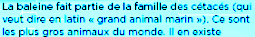 La baleine fait partie de la famille des cétacés (qui
veut dire en latin « grand animal marin »). Ce sont
les plus gros animaux du monde. Il en existe